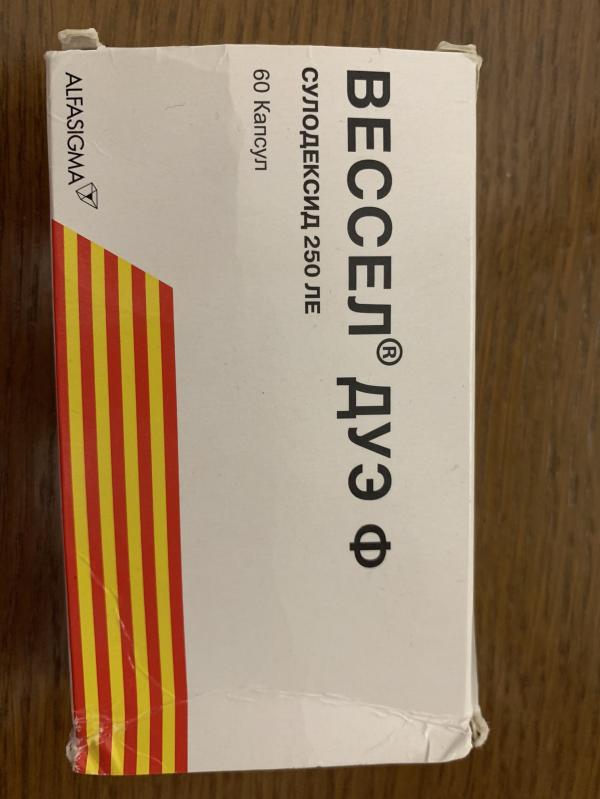 ВЕССЕЛ® ДУЭ Ф
СУЛОДЕКСИД 250 ЛЕ
60 Капсул
ALFASIGMA